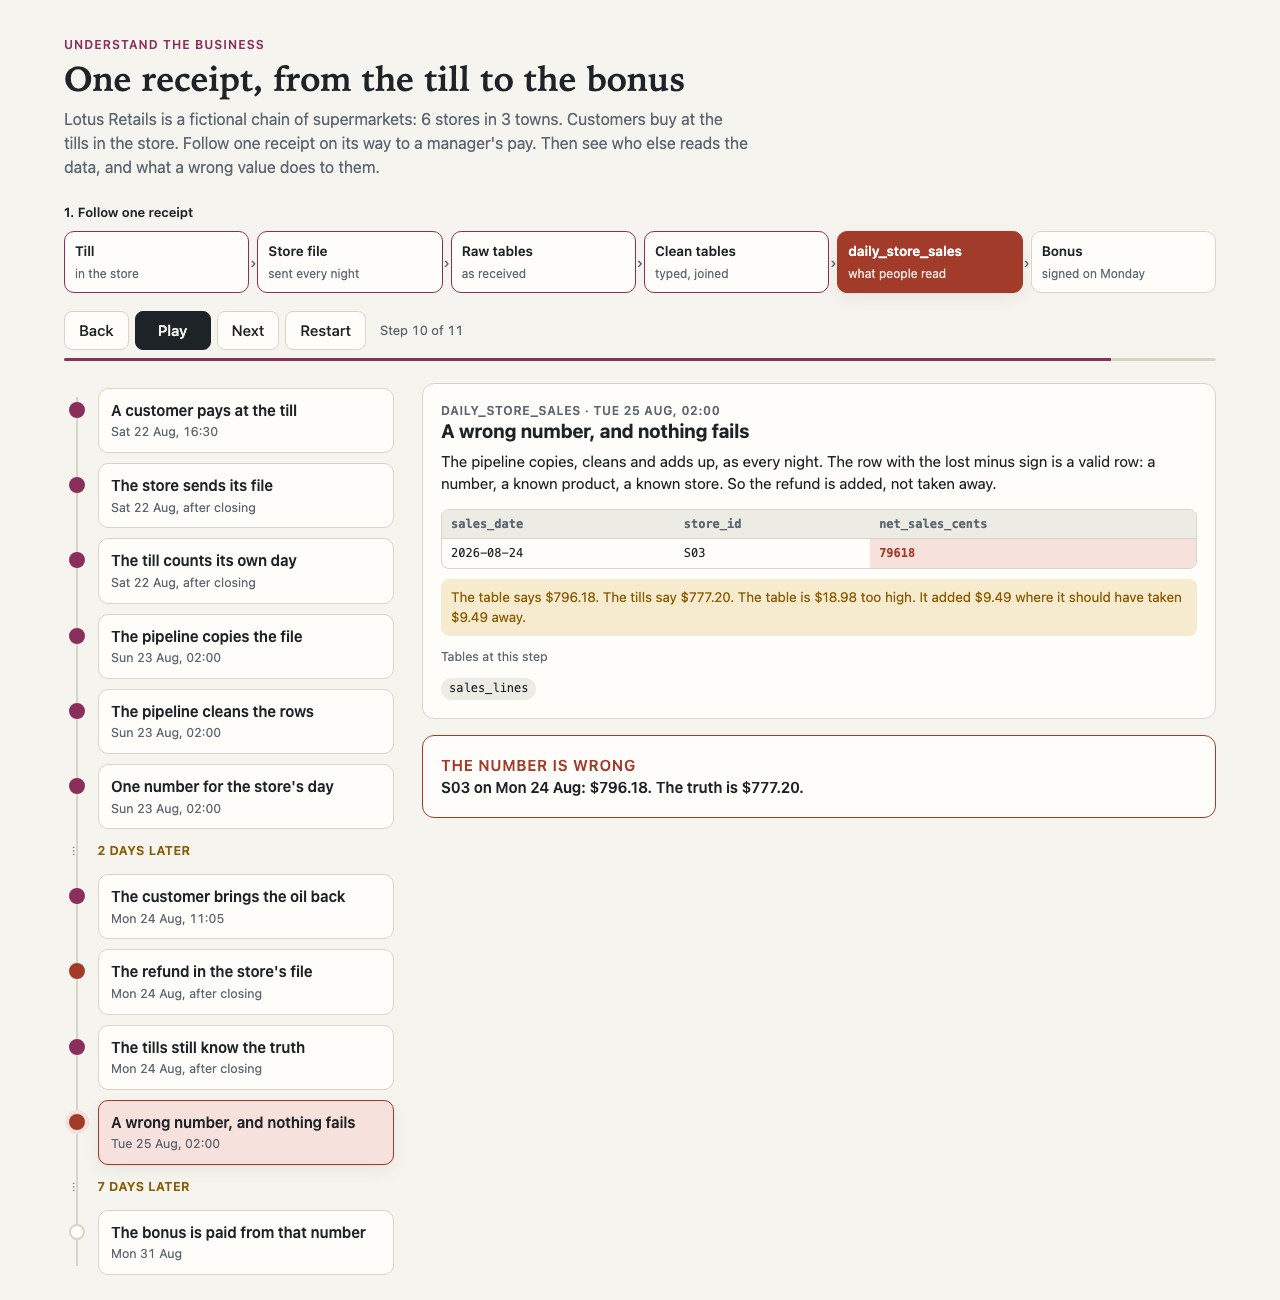 UNDERSTAND THE BUSINESS
One receipt, from the till to the bonus
Lotus Retails is a fictional chain of supermarkets: 6 stores in 3 towns. Customers buy at the
tills in the store. Follow one receipt on its way to a manager's pay. Then see who else reads the
data, and what a wrong value does to them.
1. Follow one receipt
Till
in the store
›
Store file
sent every night
›
Raw tables
as received
›
Clean tables
typed, joined
›
daily_store_sales
what people read
›
Bonus
signed on Monday
Back
Play
Next
Restart
Step 10 of 11
A customer pays at the till
Sat 22 Aug, 16:30
The store sends its file
Sat 22 Aug, after closing
The till counts its own day
Sat 22 Aug, after closing
The pipeline copies the file
Sun 23 Aug, 02:00
The pipeline cleans the rows
Sun 23 Aug, 02:00
One number for the store's day
Sun 23 Aug, 02:00
2 DAYS LATER
The customer brings the oil back
Mon 24 Aug, 11:05
The refund in the store's file
Mon 24 Aug, after closing
The tills still know the truth
Mon 24 Aug, after closing
A wrong number, and nothing fails
Tue 25 Aug, 02:00
7 DAYS LATER
The bonus is paid from that number
Mon 31 Aug
DAILY_STORE_SALES · TUE 25 AUG, 02:00
A wrong number, and nothing fails
The pipeline copies, cleans and adds up, as every night. The row with the lost minus sign is a valid row: a
number, a known product, a known store. So the refund is added, not taken away.
sales_date store_id net_sales_cents
2026-08-24 S03 79618
The table says $796.18. The tills say $777.20. The table is $18.98 too high. It added $9.49 where it should have taken
$9.49 away.
Tables at this step
sales_lines
THE NUMBER IS WRONG
S03 on Mon 24 Aug: $796.18. The truth is $777.20.